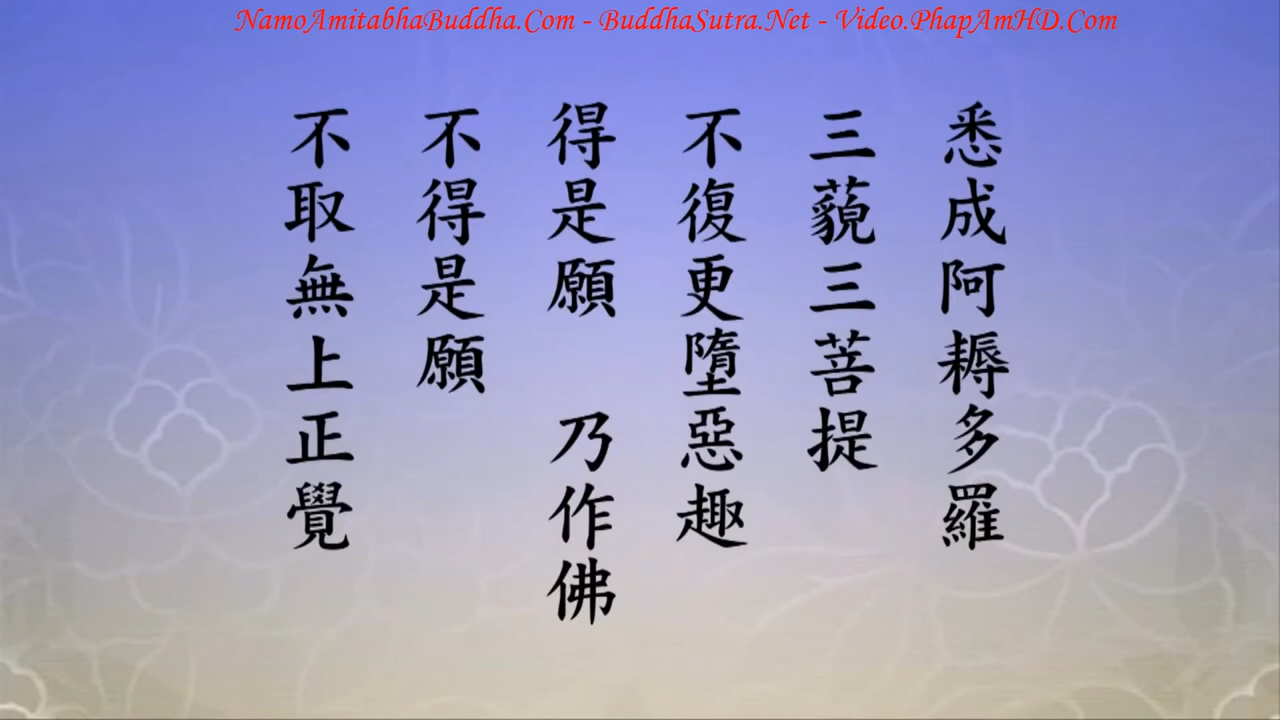 NamoAmitabhaBuddha.Com - BuddhaSutra.Net - Video.PhapAmHD.Com
悉成阿耨多羅
三藐三菩提
不復更墮惡趣
得是願　乃作佛
不得是願
不取無上正覺